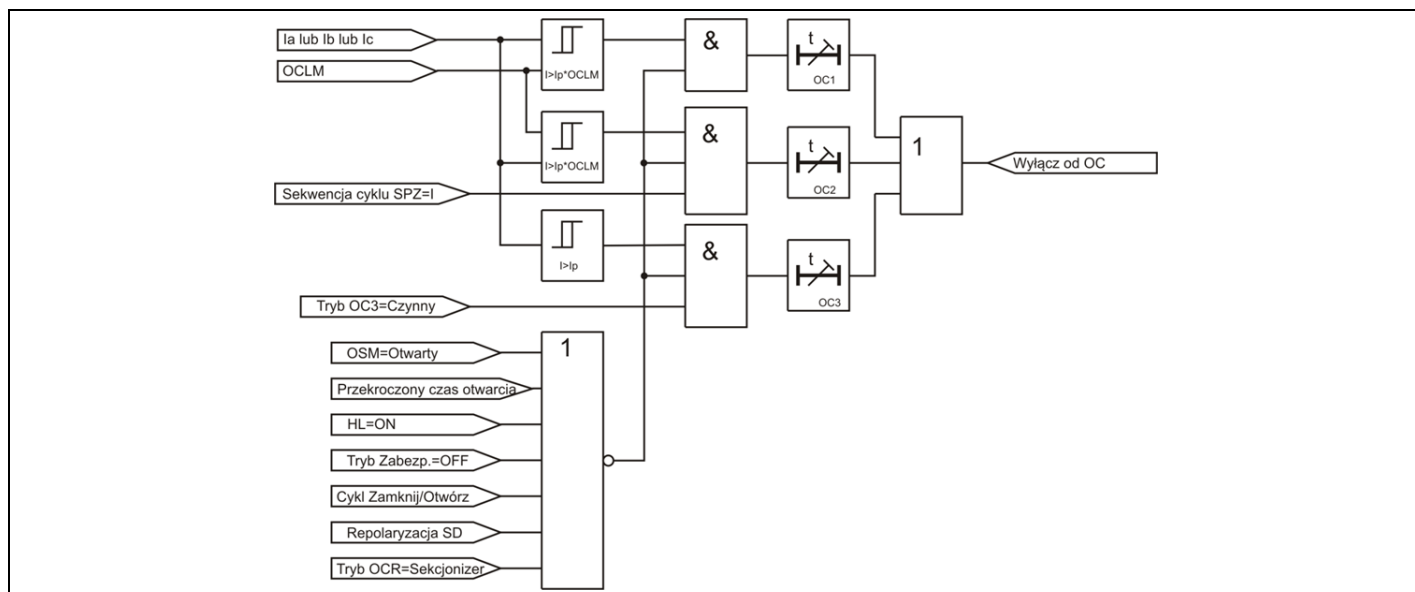 Ia lub Ib lub Ic
OCLM
I>Ip*OCLM
&
t
OC1
I>Ip*OCLM
&
t
OC2
1
Wyłącz od OC
Sekwencja cyklu SPZ=I
I>Ip
&
t
OC3
Tryb OC3=Czynny
1
OSM=Otwarty
Przekroczony czas otwarcia
HL=ON
Tryb Zabezp.=OFF
Cykl Zamknij/Otwórz
Repolaryzacja SD
Tryb OCR=Sekcjonizer